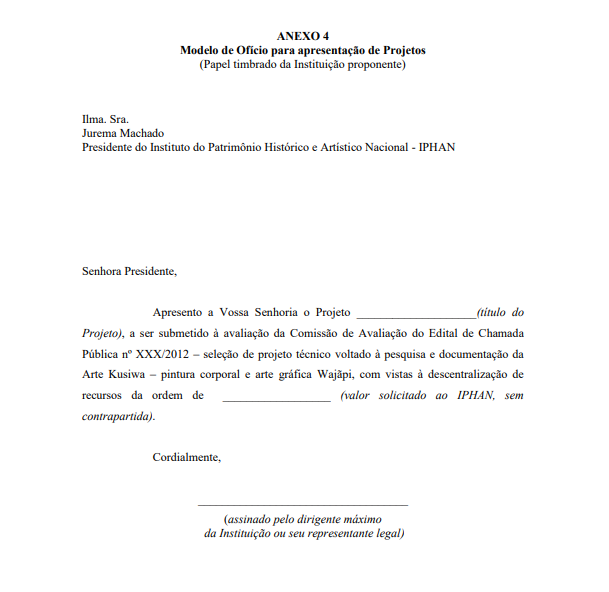 ANEXO 4
Modelo de Ofício para apresentação de Projetos
(Papel timbrado da Instituição proponente)
Ilma. Sra.
Jurema Machado
Presidente do Instituto do Patrimônio Histórico e Artístico Nacional - IPHAN
Senhora Presidente,
Apresento a Vossa Senhoria o Projeto ____________________(título do
Projeto), a ser submetido à avaliação da Comissão de Avaliação do Edital de Chamada
Pública nº XXX/2012 – seleção de projeto técnico voltado à pesquisa e documentação da
Arte Kusiwa – pintura corporal e arte gráfica Wajãpi, com vistas à descentralização de
recursos da ordem de __________________ (valor solicitado ao IPHAN, sem
contrapartida).
Cordialmente,
___________________________________
(assinado pelo dirigente máximo
da Instituição ou seu representante legal)